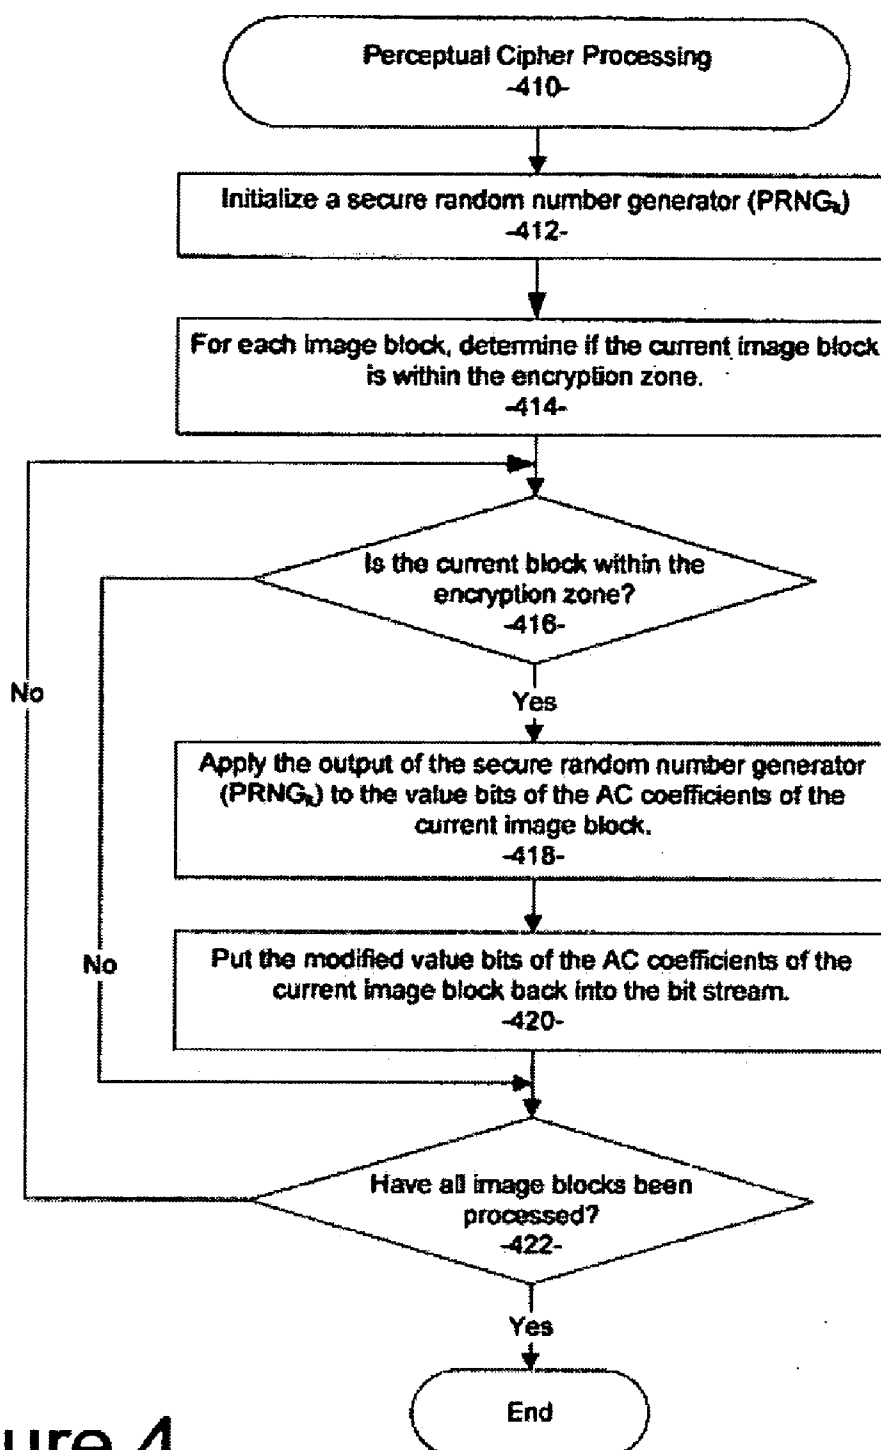 Perceptual Cipher Processing
-410-
Initialize a secure random number generator (PRNGk)
-412-
For each image block, determine if the current image block
is within the encryption zone.
-414-
Is the current block within the
encryption zone?
-416-
No
Yes
Apply the output of the secure random number generator
(PRNGk) to the value bits of the AC coefficients of the
current image block.
-418-
No
Put the modified value bits of the AC coefficients of the
current image block back into the bit stream.
-420-
Have all image blocks been
processed?
-422-
Yes
End
ure 4